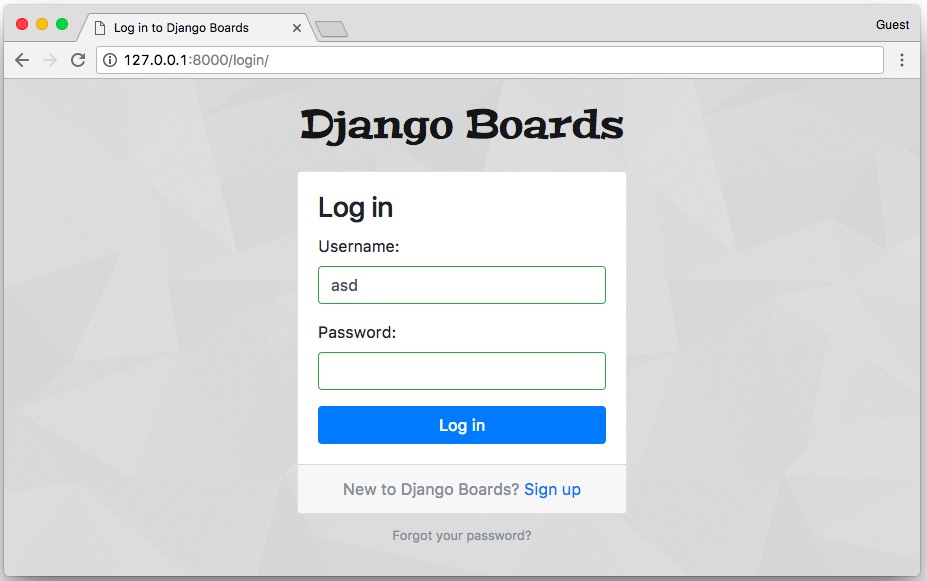 Log in to Django Boards
Guest
127.0.0.1:8000/login/
Django Boards
Log in
Username:
asd
Password:
Log in
New to Django Boards? Sign up
Forgot your password?